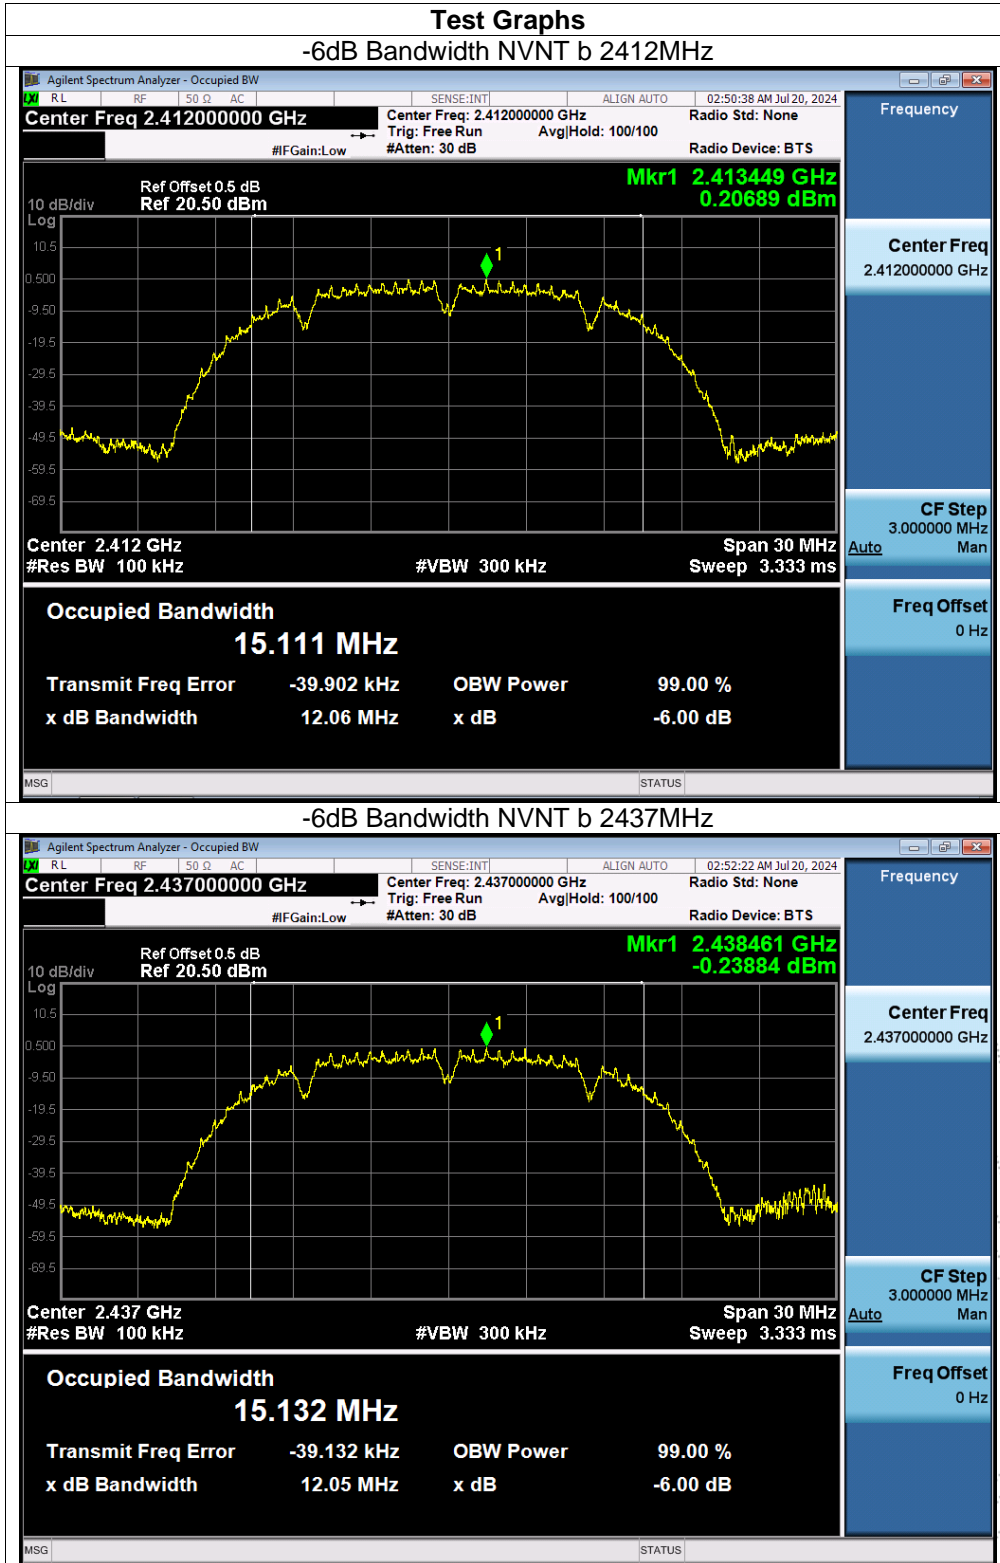 Test Graphs
-6dB Bandwidth NVNT b 2412MHz
Agilent Spectrum Analyzer - Occupied BW
LXI RL RF 50 Ω AC SENSE:INT ALIGN AUTO 02:50:38 AM Jul 20, 2024
Center Freq 2.412000000 GHz Center Freq: 2.412000000 GHz Radio Std: None Frequency
Trig: Free Run Avg|Hold: 100/100
#IFGain:Low #Atten: 30 dB Radio Device: BTS
Mkr1 2.413449 GHz
Ref Offset 0.5 dB 0.20689 dBm
10 dB/div Ref 20.50 dBm
Log
10.5 1
0.500
-9.50
-19.5
-29.5
-39.5
-49.5
-59.5
-69.5
Center Freq
2.412000000 GHz
CF Step
3.000000 MHz
Auto Man
Center 2.412 GHz Span 30 MHz
#Res BW 100 kHz #VBW 300 kHz Sweep 3.333 ms
Freq Offset
0 Hz
Occupied Bandwidth
15.111 MHz
Transmit Freq Error -39.902 kHz OBW Power 99.00 %
x dB Bandwidth 12.06 MHz x dB -6.00 dB
MSG STATUS
-6dB Bandwidth NVNT b 2437MHz
Agilent Spectrum Analyzer - Occupied BW
LXI RL RF 50 Ω AC SENSE:INT ALIGN AUTO 02:52:22 AM Jul 20, 2024
Center Freq 2.437000000 GHz Center Freq: 2.437000000 GHz Radio Std: None Frequency
Trig: Free Run Avg|Hold: 100/100
#IFGain:Low #Atten: 30 dB Radio Device: BTS
Mkr1 2.438461 GHz
Ref Offset 0.5 dB -0.23884 dBm
10 dB/div Ref 20.50 dBm
Log
10.5 1
0.500
-9.50
-19.5
-29.5
-39.5
-49.5
-59.5
-69.5
Center Freq
2.437000000 GHz
CF Step
3.000000 MHz
Auto Man
Center 2.437 GHz Span 30 MHz
#Res BW 100 kHz #VBW 300 kHz Sweep 3.333 ms
Freq Offset
0 Hz
Occupied Bandwidth
15.132 MHz
Transmit Freq Error -39.132 kHz OBW Power 99.00 %
x dB Bandwidth 12.05 MHz x dB -6.00 dB
MSG STATUS